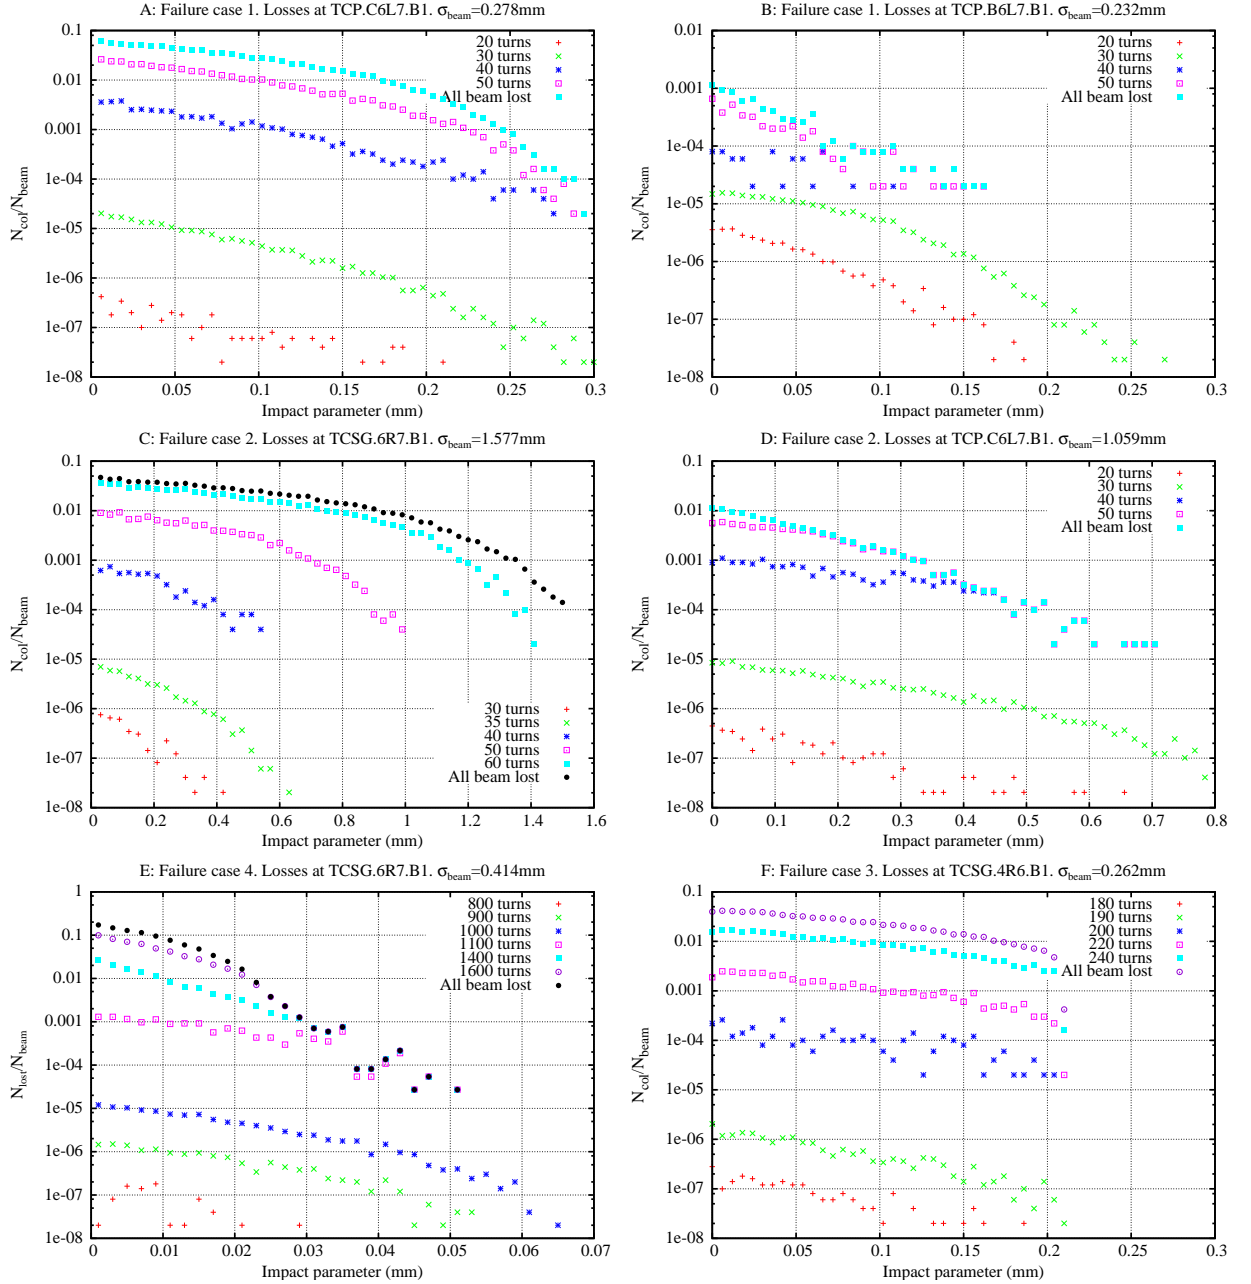 A: Failure case 1. Losses at TCP.C6L7.B1. σbeam=0.278mm
0.1
0.01
0.001
1e-04
1e-05
1e-06
1e-07
1e-08
Ncol/Nbeam
20 turns
30 turns
40 turns
50 turns
All beam lost
0 0.05 0.1 0.15 0.2 0.25 0.3
Impact parameter (mm)
B: Failure case 1. Losses at TCP.B6L7.B1. σbeam=0.232mm
0.01
0.001
1e-04
1e-05
1e-06
1e-07
1e-08
Ncol/Nbeam
20 turns
30 turns
40 turns
50 turns
All beam lost
0 0.05 0.1 0.15 0.2 0.25 0.3
Impact parameter (mm)
C: Failure case 2. Losses at TCSG.6R7.B1. σbeam=1.577mm
0.1
0.01
0.001
1e-04
1e-05
1e-06
1e-07
1e-08
Ncol/Nbeam
30 turns
35 turns
40 turns
50 turns
60 turns
All beam lost
0 0.2 0.4 0.6 0.8 1 1.2 1.4 1.6
Impact parameter (mm)
D: Failure case 2. Losses at TCP.C6L7.B1. σbeam=1.059mm
0.1
0.01
0.001
1e-04
1e-05
1e-06
1e-07
1e-08
Ncol/Nbeam
20 turns
30 turns
40 turns
50 turns
All beam lost
0 0.1 0.2 0.3 0.4 0.5 0.6 0.7 0.8
Impact parameter (mm)
E: Failure case 4. Losses at TCSG.6R7.B1. σbeam=0.414mm
1
0.1
0.01
0.001
1e-04
1e-05
1e-06
1e-07
1e-08
Nlost/Nbeam
800 turns
900 turns
1000 turns
1100 turns
1400 turns
1600 turns
All beam lost
0 0.01 0.02 0.03 0.04 0.05 0.06 0.07
Impact parameter (mm)
F: Failure case 3. Losses at TCSG.4R6.B1. σbeam=0.262mm
0.1
0.01
0.001
1e-04
1e-05
1e-06
1e-07
1e-08
Ncol/Nbeam
180 turns
190 turns
200 turns
220 turns
240 turns
All beam lost
0 0.05 0.1 0.15 0.2 0.25 0.3
Impact parameter (mm)